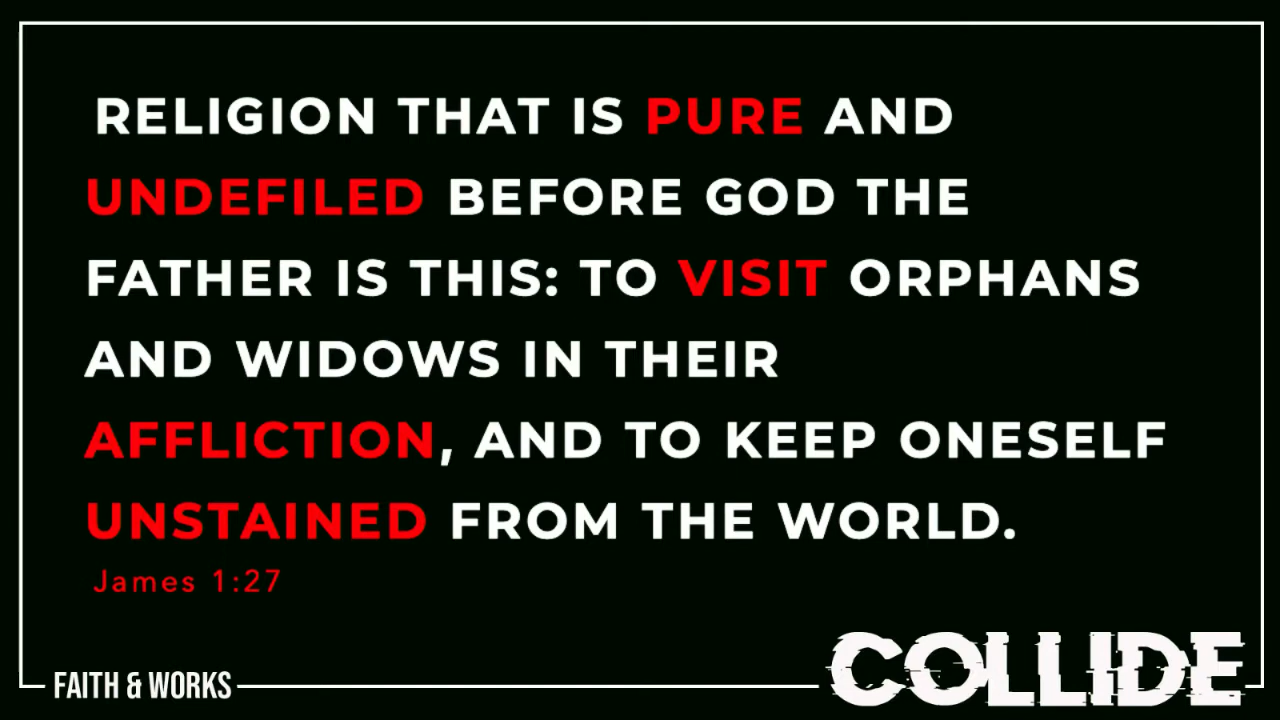 RELIGION THAT IS PURE AND
UNDEFILED BEFORE GOD THE
FATHER IS THIS: TO VISIT ORPHANS
AND WIDOWS IN THEIR
AFFLICTION, AND TO KEEP ONESELF
UNSTAINED FROM THE WORLD.
James 1:27
FAITH & WORKS
COLLIDE